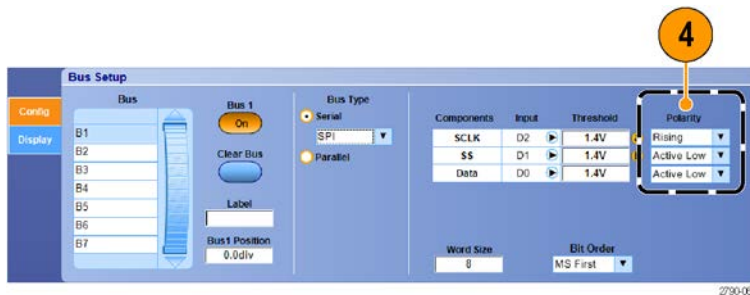 4
Bus Setup
Config
Display
Bus
B1
B2
B3
B4
B5
B6
B7
Bus 1
On
Clear Bus
Label
Bus1 Position
0.0div
Bus Type
Serial
SPI
Parallel
Components Input Threshold Polarity
SCLK D2 1.4V Rising
SS D1 1.4V Active Low
Data D0 1.4V Active Low
Word Size
8
Bit Order
MS First